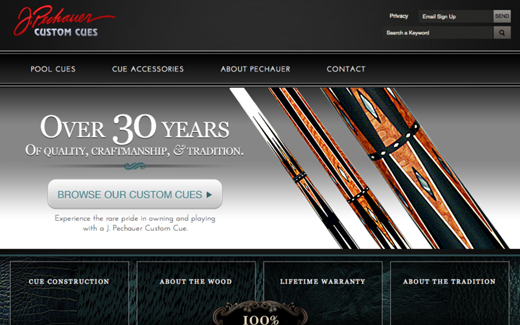 J. Pechauer
CUSTOM CUES
Privacy
Email Sign Up
SEND
Search a Keyword
POOL CUES
CUE ACCESSORIES
ABOUT PECHAUER
CONTACT
OVER 30 YEARS
OF QUALITY, CRAFTMANSHIP, & TRADITION.
BROWSE OUR CUSTOM CUES
Experience the rare pride in owning and playing
with a J. Pechauer Custom Cue.
CUE CONSTRUCTION
ABOUT THE WOOD
LIFETIME WARRANTY
ABOUT THE TRADITION
100%